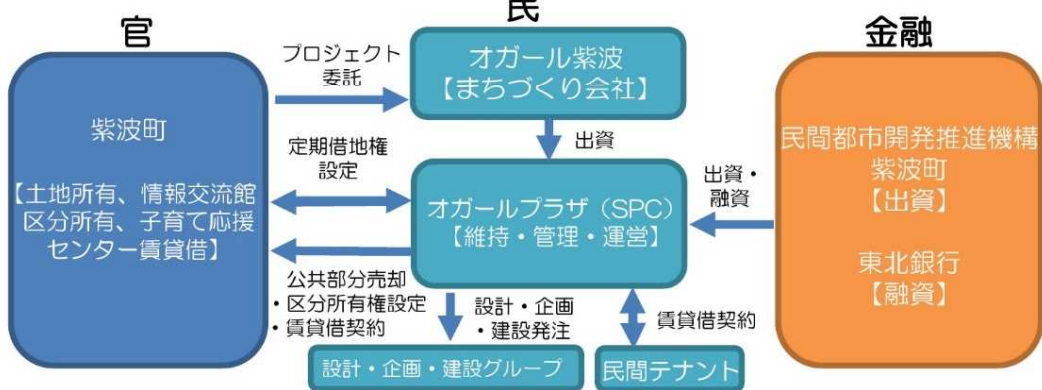 官
民
金融
紫波町
【土地所有、情報交流館
区分所有、子育て応援
センター賃貸借】
プロジェクト
委託
定期借地権
設定
公共部分売却
・区分所有権設定
・賃貸借契約
オガール紫波
【まちづくり会社】
出資
オガールプラザ（SPC）
【維持・管理・運営】
設計・企画
・建設発注
賃貸借契約
設計・企画・建設グループ
民間テナント
出資・
融資
民間都市開発推進機構
紫波町
【出資】
東北銀行
【融資】